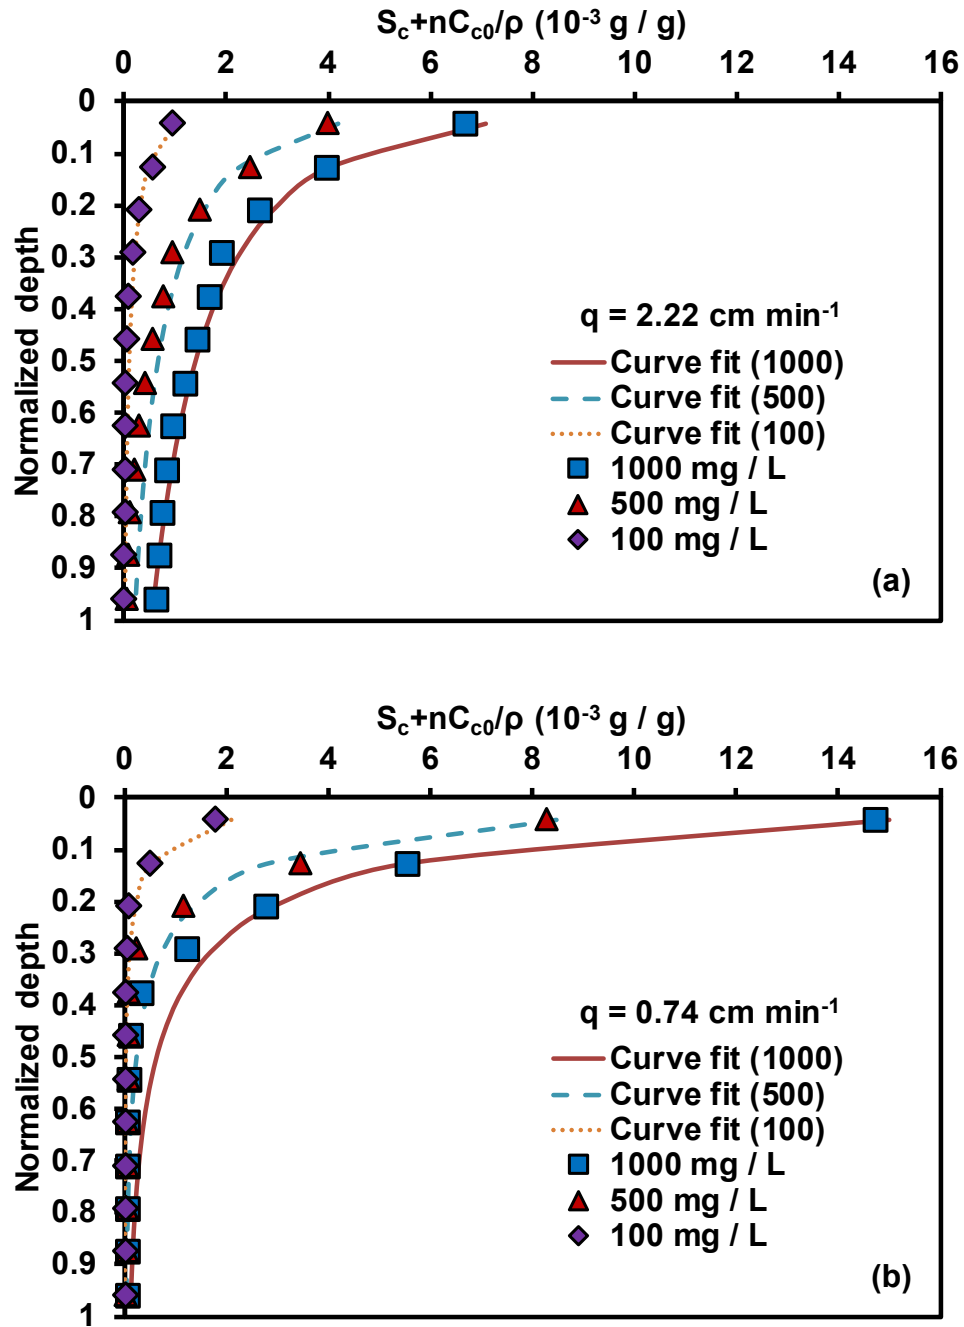 S_c+nC_c0/ρ (10⁻³ g / g)
0 2 4 6 8 10 12 14 16
0
0.1
0.2
0.3
0.4
0.5
0.6
0.7
0.8
0.9
1
Normalized depth
q = 2.22 cm min⁻¹
Curve fit (1000)
Curve fit (500)
Curve fit (100)
1000 mg / L
500 mg / L
100 mg / L
(a)
S_c+nC_c0/ρ (10⁻³ g / g)
0 2 4 6 8 10 12 14 16
0
0.1
0.2
0.3
0.4
0.5
0.6
0.7
0.8
0.9
1
Normalized depth
q = 0.74 cm min⁻¹
Curve fit (1000)
Curve fit (500)
Curve fit (100)
1000 mg / L
500 mg / L
100 mg / L
(b)